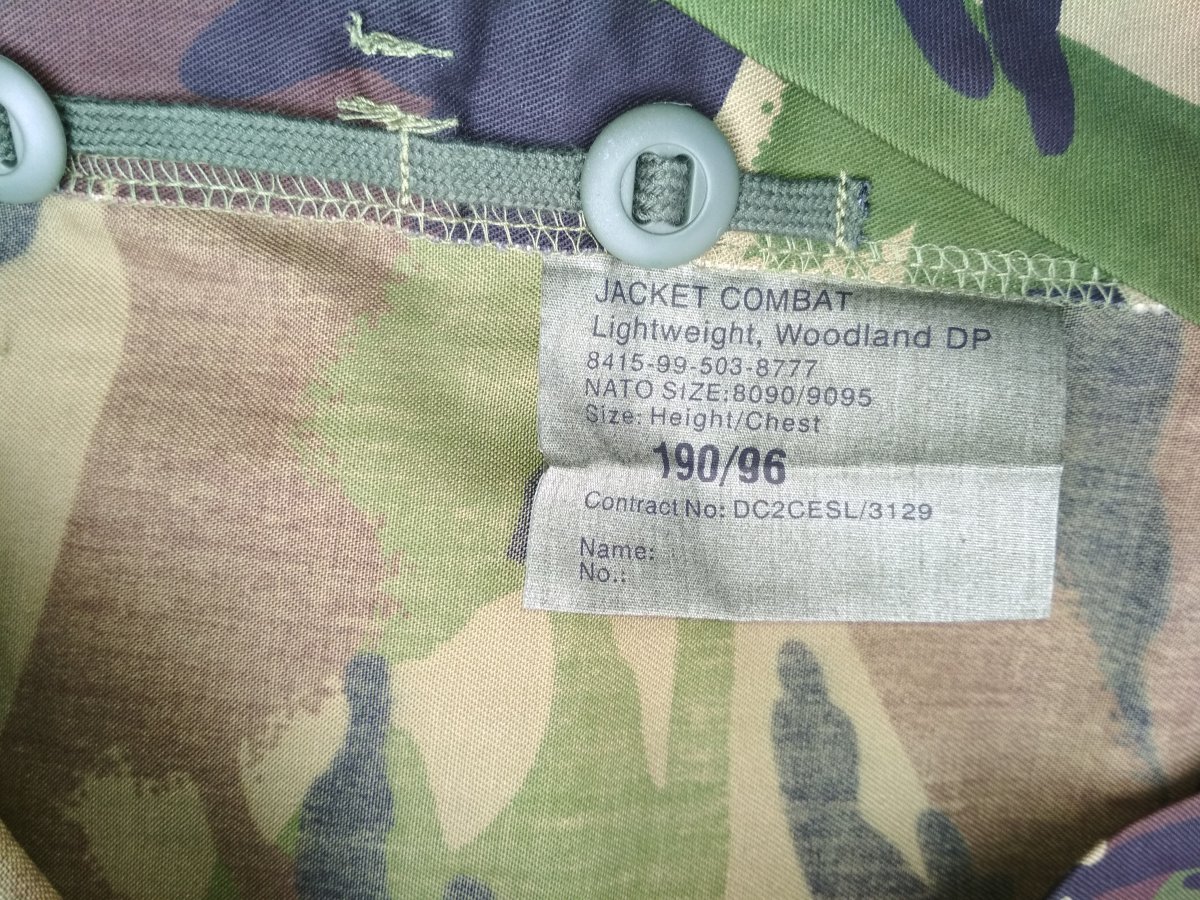 JACKET COMBAT
Lightweight, Woodland DP
8415-99-503-8777
NATO SIZE:8090/9095
Size: Height/Chest
190/96
Contract No: DC2CESL/3129
Name:
No.: